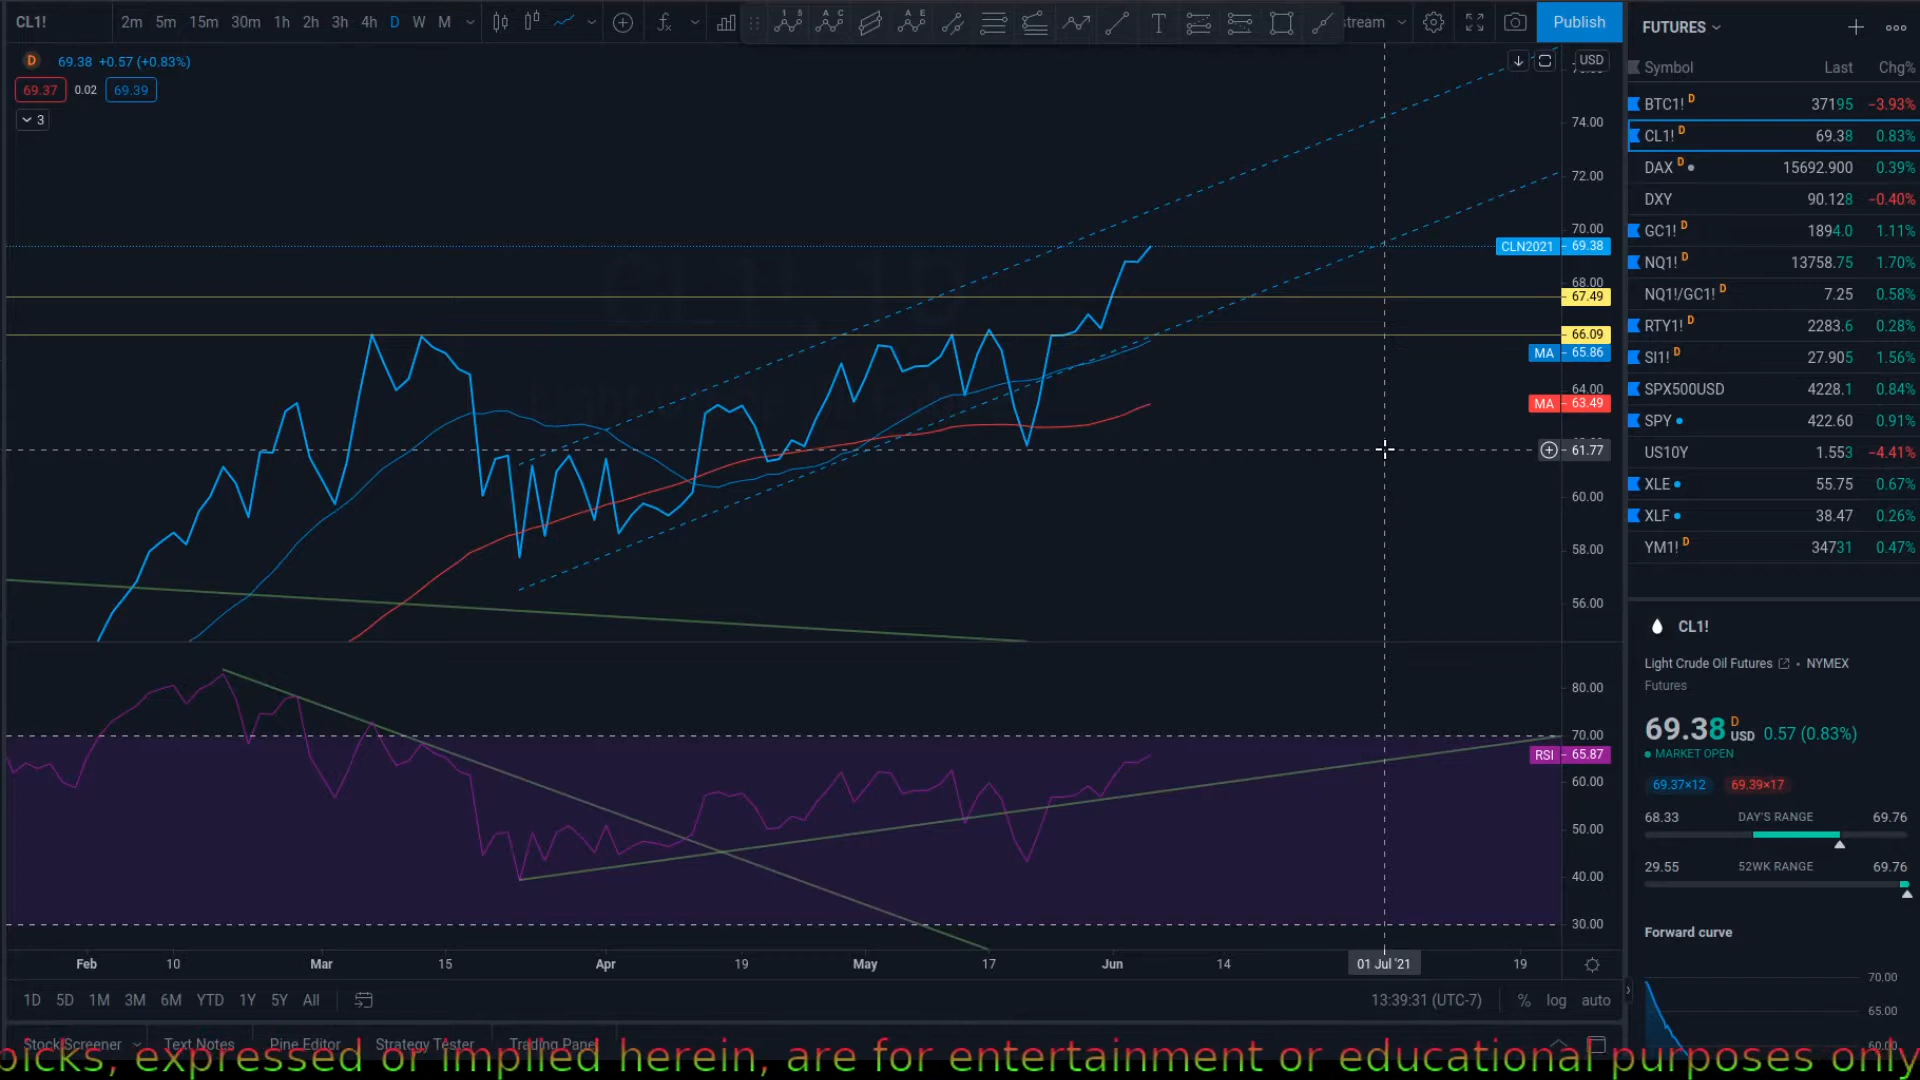 CL1!
2m 5m 15m 30m 1h 2h 3h 4h D W M
stream
Publish
D 69.38 +0.57 (+0.83%)
69.37 0.02 69.39
3
USD
74.00
72.00
70.00
CLN2021 69.38
68.00
67.49
66.09
MA 65.86
64.00
MA 63.49
61.77
60.00
58.00
56.00
80.00
70.00
RSI 65.87
60.00
50.00
40.00
30.00
Feb 10 Mar 15 Apr 19 May 17 Jun 14 01 Jul '21 19
1D 5D 1M 3M 6M YTD 1Y 5Y All
13:39:31 (UTC-7) % log auto
Stock Screener Text Notes Pine Editor Strategy Tester Trading Panel
picks, expressed or implied herein, are for entertainment or educational purposes only
FUTURES
Symbol Last Chg%
BTC1! D 37195 −3.93%
CL1! D 69.38 0.83%
DAX D 15692.900 0.39%
DXY 90.128 −0.40%
GC1! D 1894.0 1.11%
NQ1! D 13758.75 1.70%
NQ1!/GC1! D 7.25 0.58%
RTY1! D 2283.6 0.28%
SI1! D 27.905 1.56%
SPX500USD 4228.1 0.84%
SPY 422.60 0.91%
US10Y 1.553 −4.41%
XLE 55.75 0.67%
XLF 38.47 0.26%
YM1! D 34731 0.47%
CL1!
Light Crude Oil Futures • NYMEX
Futures
69.38 D USD 0.57 (0.83%)
MARKET OPEN
69.37×12 69.39×17
68.33 DAY'S RANGE 69.76
29.55 52WK RANGE 69.76
Forward curve
70.00
65.00
60.00